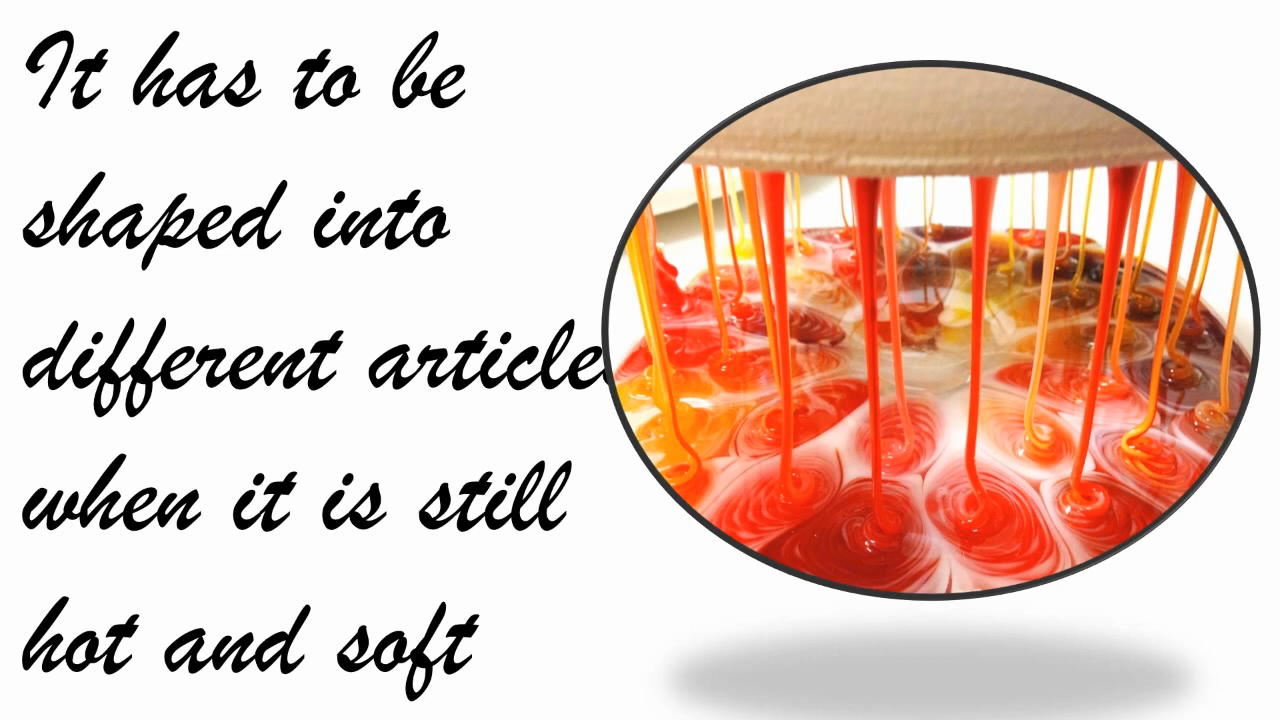 It has to be
shaped into
different article
when it is still
hot and soft